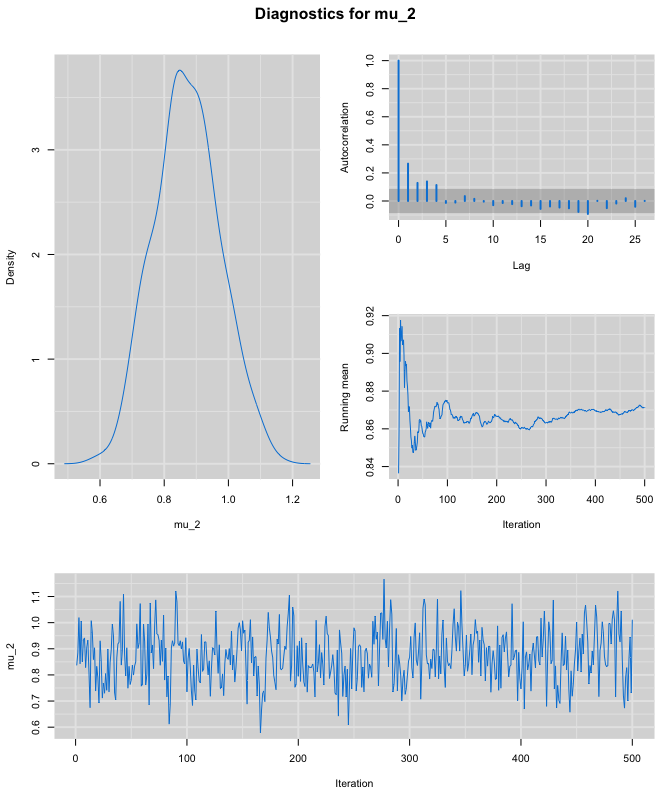 Diagnostics for mu_2
Density
0 1 2 3
0.6 0.8 1.0 1.2
mu_2
Autocorrelation
0.0 0.2 0.4 0.6 0.8 1.0
0 5 10 15 20 25
Lag
Running mean
0.84 0.86 0.88 0.90 0.92
0 100 200 300 400 500
Iteration
mu_2
0.6 0.7 0.8 0.9 1.0 1.1
0 100 200 300 400 500
Iteration